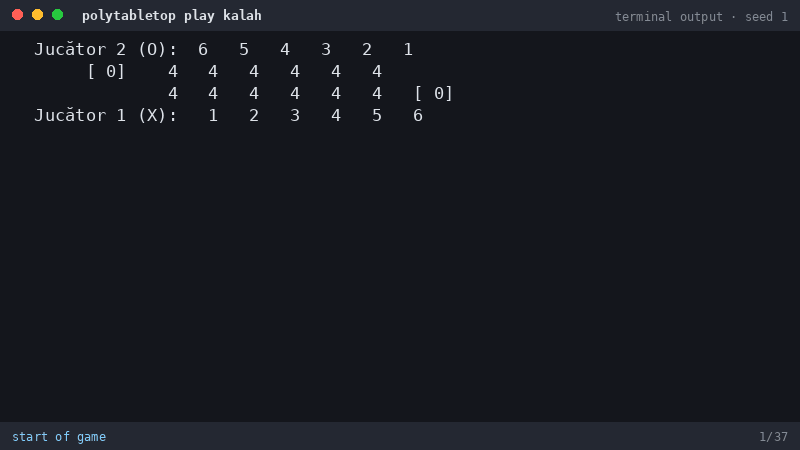 polytabletop play kalah
terminal output · seed 1
Jucător 2 (O):  6   5   4   3   2   1
     [ 0]    4   4   4   4   4   4
             4   4   4   4   4   4   [ 0]
Jucător 1 (X):   1   2   3   4   5   6
start of game
1/37